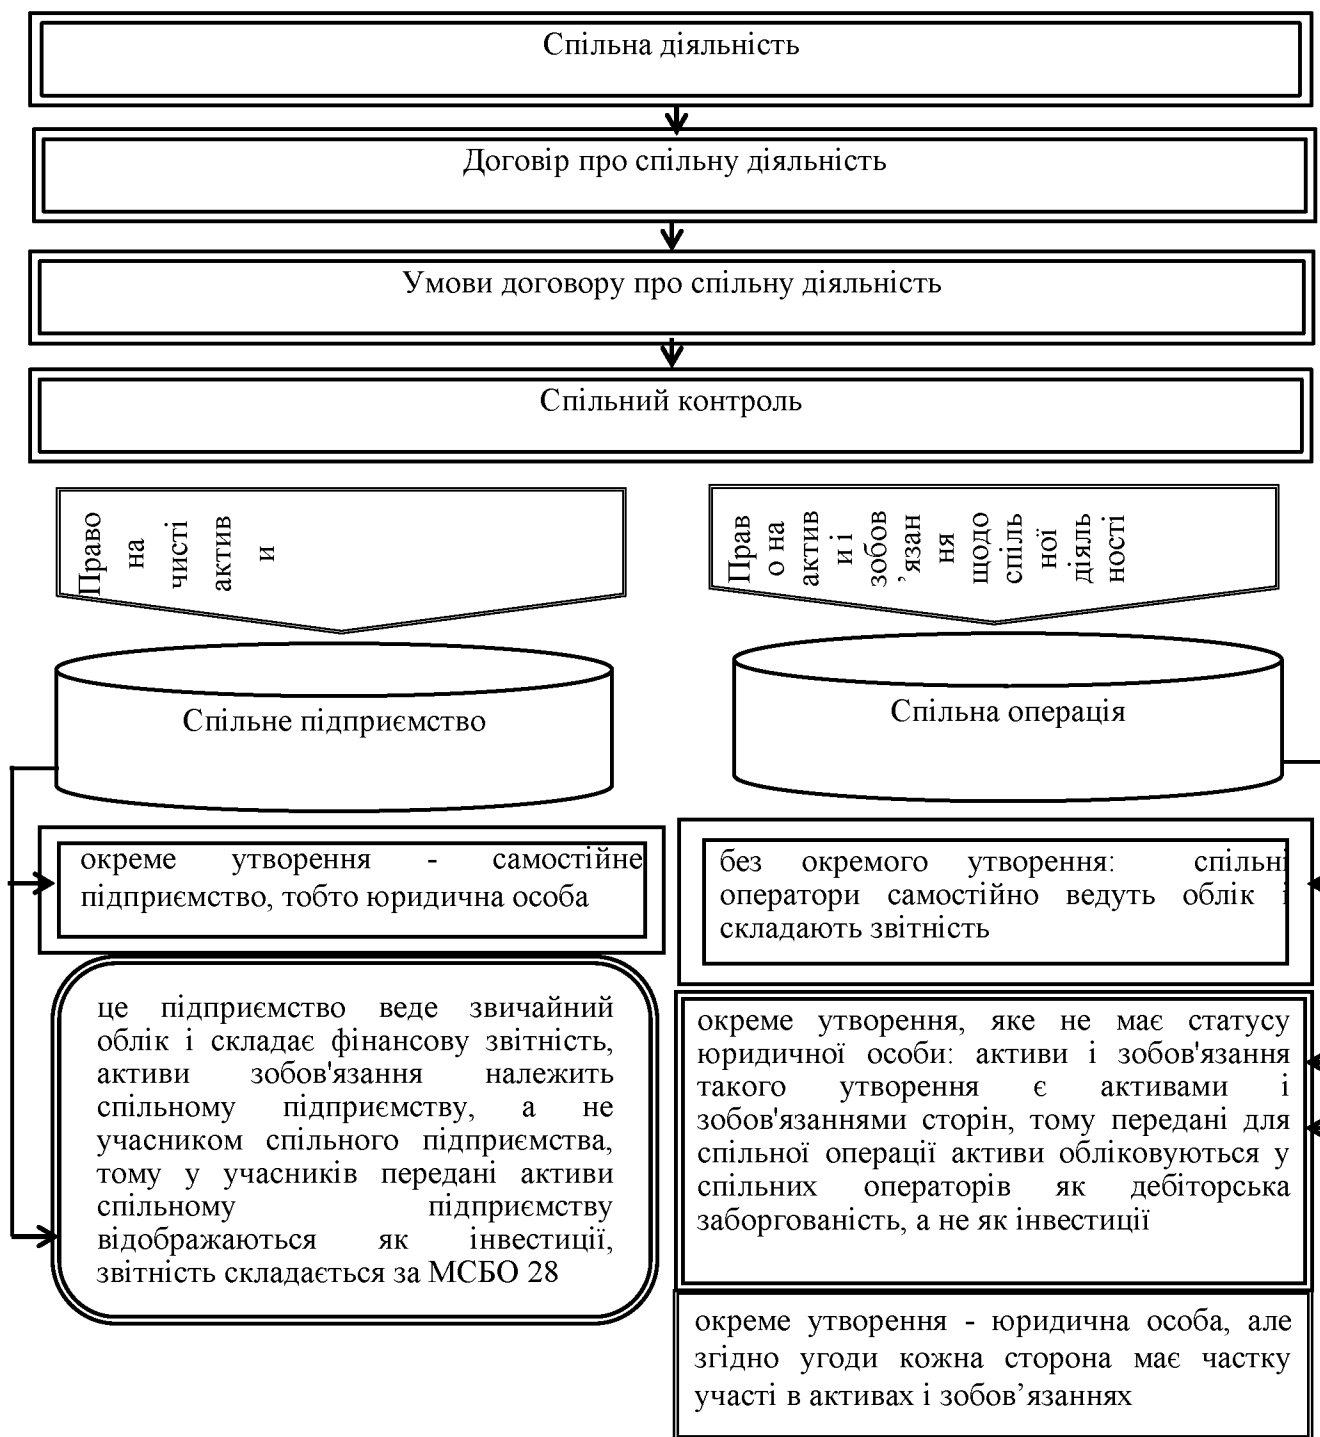 Спільна діяльність
Договір про спільну діяльність
Умови договору про спільну діяльність
Спільний контроль
Право
на
чисті
актив
и
Прав
о на
актив
и і
зобов
’язан
ня
щодо
спіль
ної
діяль
ності
Спільне підприємство
Спільна операція
окреме утворення - самостійне
підприємство, тобто юридична особа
без окремого утворення: спільні
оператори самостійно ведуть облік і
складають звітність
це підприємство веде звичайний
облік і складає фінансову звітність,
активи зобов'язання належить
спільному підприємству, а не
учасником спільного підприємства,
тому у учасників передані активи
спільному підприємству
відображаються як інвестиції,
звітність складається за МСБО 28
окреме утворення, яке не має статусу
юридичної особи: активи і зобов'язання
такого утворення є активами і
зобов'язаннями сторін, тому передані для
спільної операції активи обліковуються у
спільних операторів як дебіторська
заборгованість, а не як інвестиції
окреме утворення - юридична особа, але
згідно угоди кожна сторона має частку
участі в активах і зобов’язаннях